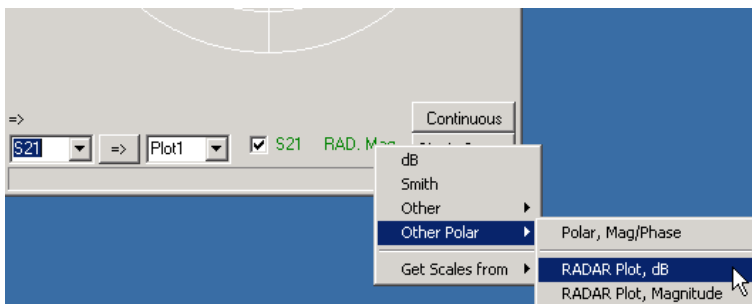 =>
Continuous
S21 => Plot1 S21 RAD. Mag
dB
Smith
Other
Other Polar
Polar, Mag/Phase
Get Scales from
RADAR Plot, dB
RADAR Plot, Magnitude